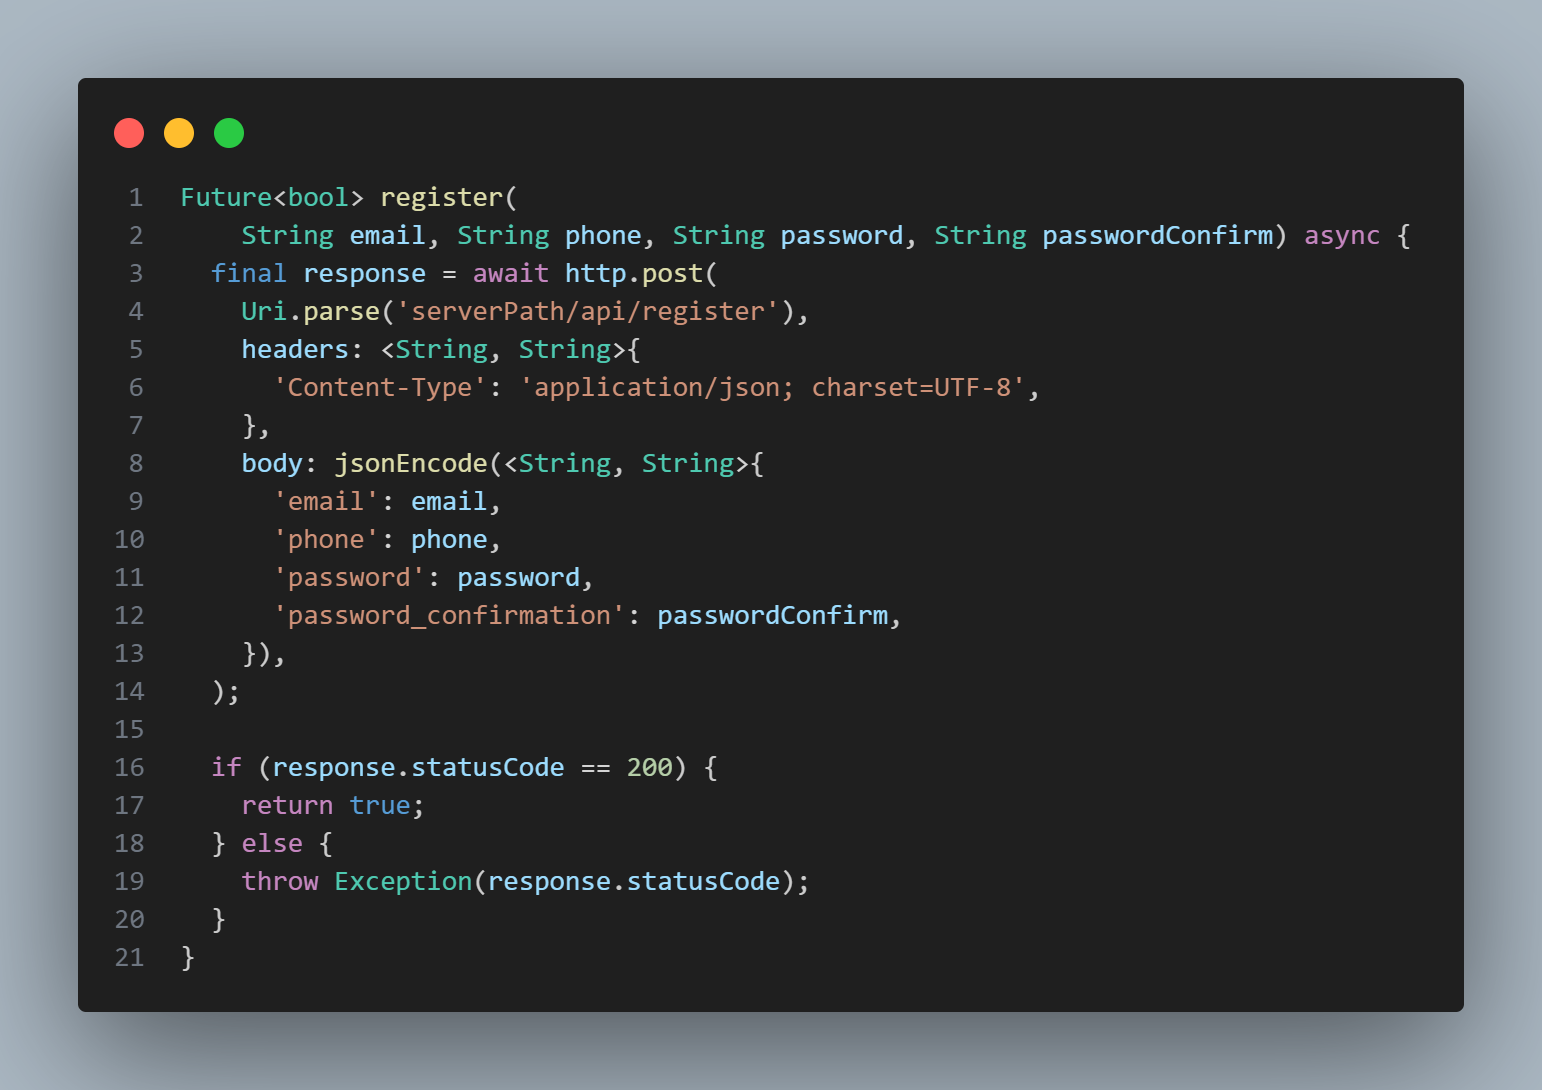 1 Future<bool> register(
2     String email, String phone, String password, String passwordConfirm) async {
3   final response = await http.post(
4     Uri.parse('serverPath/api/register'),
5     headers: <String, String>{
6       'Content-Type': 'application/json; charset=UTF-8',
7     },
8     body: jsonEncode(<String, String>{
9       'email': email,
10       'phone': phone,
11       'password': password,
12       'password_confirmation': passwordConfirm,
13     }),
14   );
15
16   if (response.statusCode == 200) {
17     return true;
18   } else {
19     throw Exception(response.statusCode);
20   }
21 }